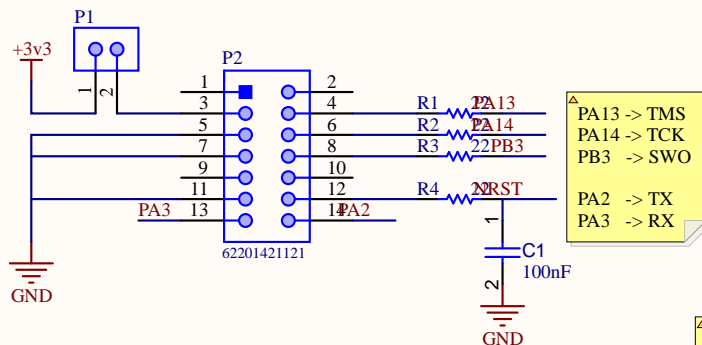 P1
+3v3
P2
1
2
1 2
3 4 R1 22 PA13
5 6 R2 22 PA14
7 8 R3 22 PB3
9 10
11 12 R4 22 NRST
PA3 13 14 PA2
62201421121
1
C1
100nF
2
GND
GND
PA13 -> TMS
PA14 -> TCK
PB3 -> SWO
PA2 -> TX
PA3 -> RX